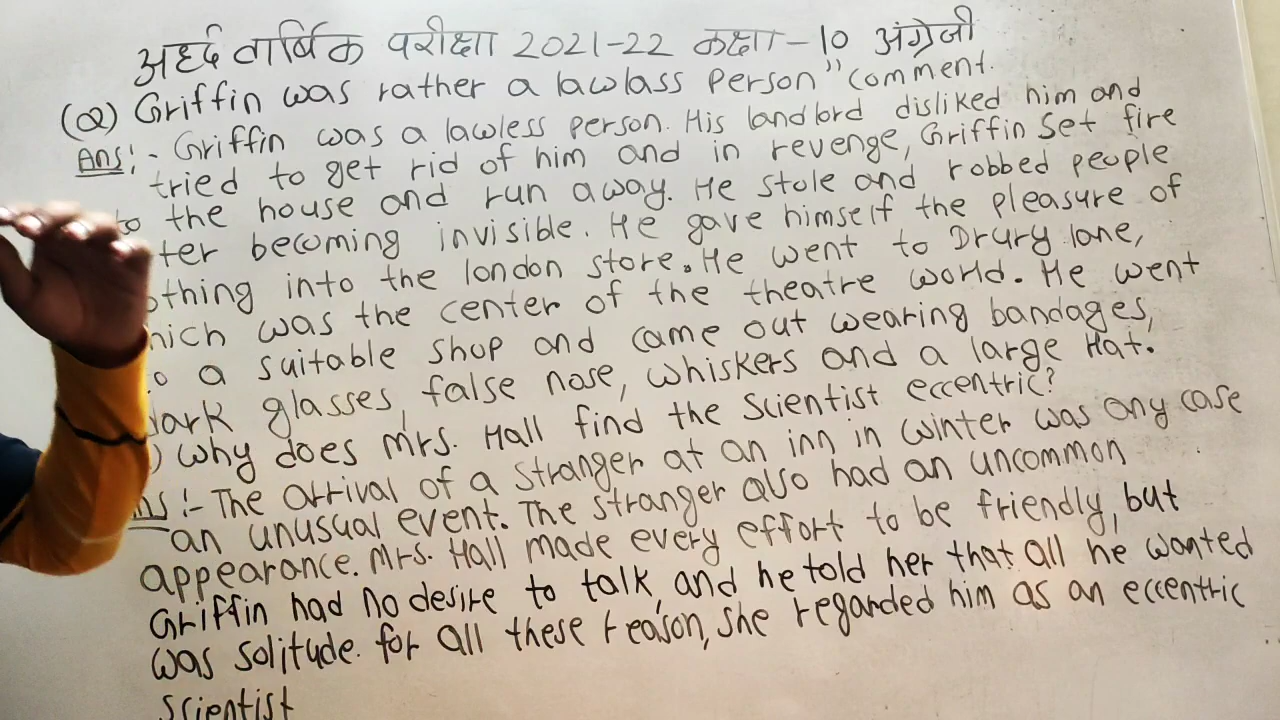 अर्ध्द वार्षिक परीक्षा 2021-22 कक्षा -10 अंग्रेजी
(Q) Griffin was rather a lawlass person" comment.
Ans:- Griffin was a lawless person. His landlord disliked him and
tried to get rid of him and in revenge, Griffin set fire
to the house and run away. He stole and robbed people
ter becoming invisible. He gave himself the pleasure of
othing into the london store. He went to Drury lane,
hich was the center of the theatre world. He went
o a suitable shop and came out wearing bandages,
dark glasses, false nose, whiskers and a large Hat.
) Why does Mrs. Hall find the Scientist eccentric?
Ans:- The arrival of a stranger at an inn in winter was any case
an unusual event. The stranger also had an uncommon
appearance. Mrs. Hall made every effort to be friendly, but
Griffin had no desire to talk, and he told her that all he wanted
was solitude. for all these reason, she regarded him as an eccentric
scientist